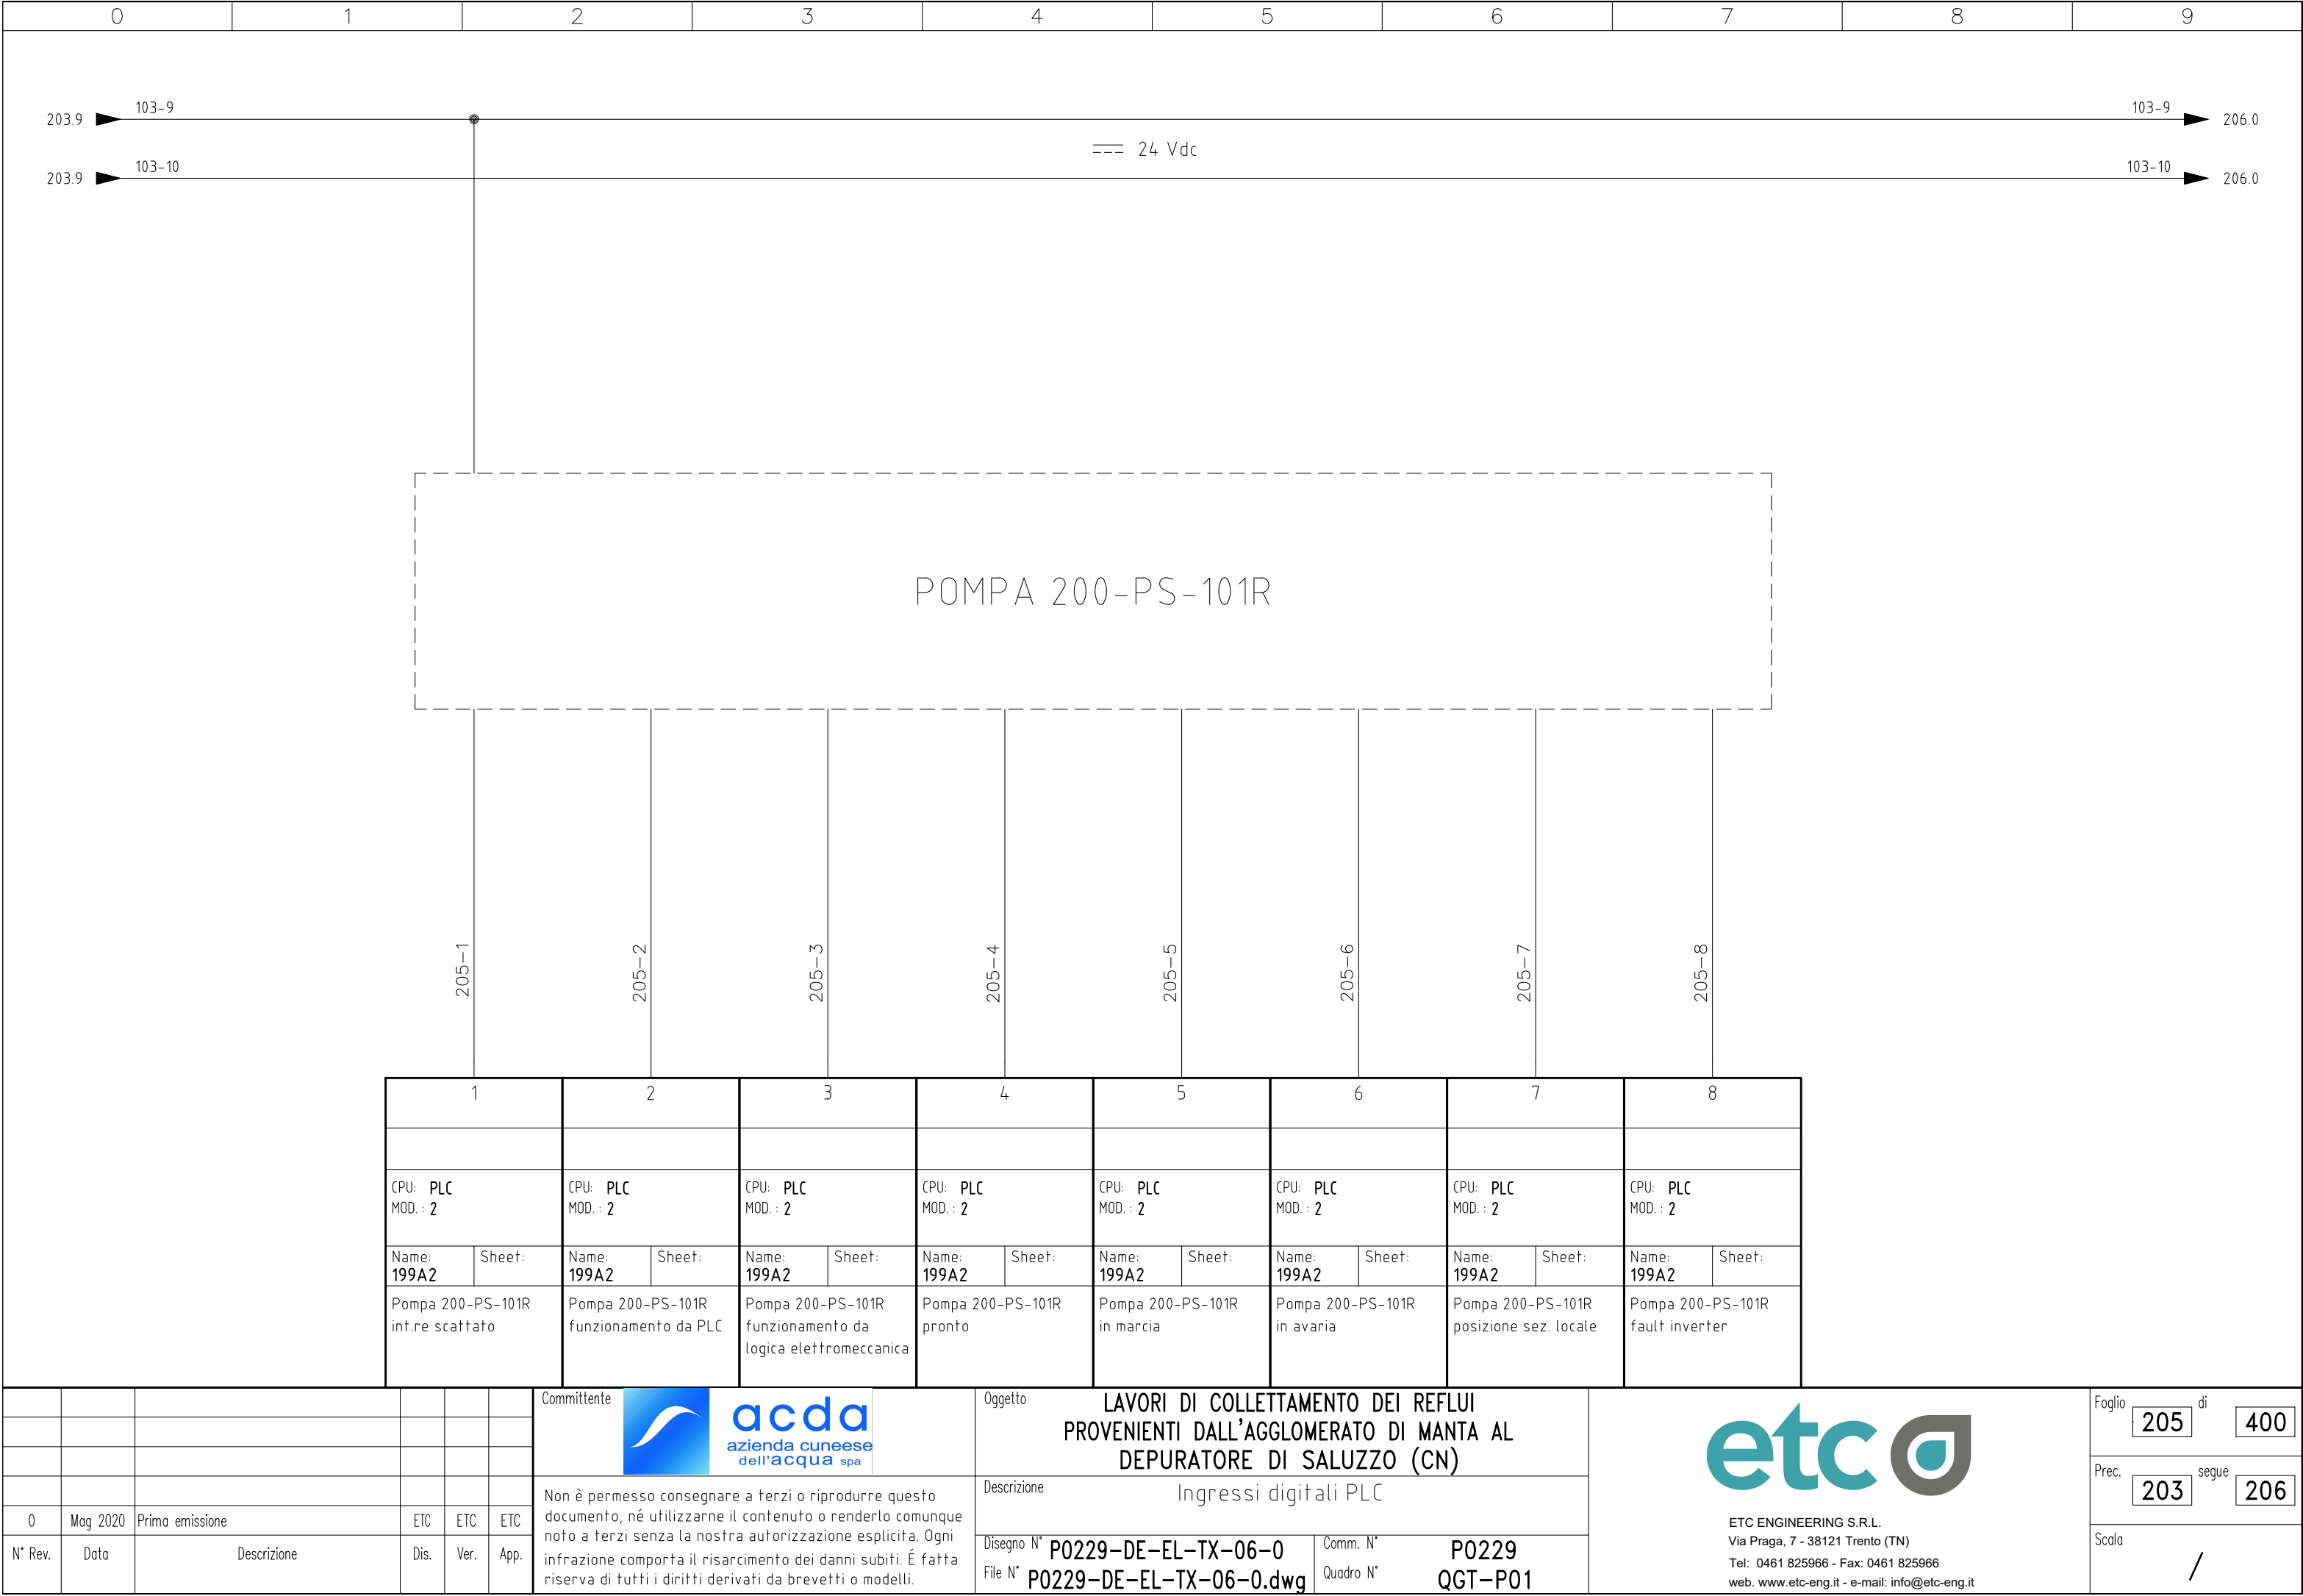 0 1 2 3 4 5 6 7 8 9
203.9 103-9 103-9 206.0
24 Vdc
203.9 103-10 103-10 206.0
POMPA 200-PS-101R
205-1 205-2 205-3 205-4 205-5 205-6 205-7 205-8
1 2 3 4 5 6 7 8
CPU: PLC CPU: PLC CPU: PLC CPU: PLC CPU: PLC CPU: PLC CPU: PLC CPU: PLC
MOD. : 2 MOD. : 2 MOD. : 2 MOD. : 2 MOD. : 2 MOD. : 2 MOD. : 2 MOD. : 2
Name: Sheet: Name: Sheet: Name: Sheet: Name: Sheet: Name: Sheet: Name: Sheet: Name: Sheet: Name: Sheet:
199A2 199A2 199A2 199A2 199A2 199A2 199A2 199A2
Pompa 200-PS-101R
int.re scattato
Pompa 200-PS-101R
funzionamento da PLC
Pompa 200-PS-101R
funzionamento da
logica elettromeccanica
Pompa 200-PS-101R
pronto
Pompa 200-PS-101R
in marcia
Pompa 200-PS-101R
in avaria
Pompa 200-PS-101R
posizione sez. locale
Pompa 200-PS-101R
fault inverter
0 Mag 2020 Prima emissione ETC ETC ETC
N° Rev. Data Descrizione Dis. Ver. App.
Committente
acda
azienda cuneese
dell'acqua spa
Non è permesso consegnare a terzi o riprodurre questo
documento, né utilizzarne il contenuto o renderlo comunque
noto a terzi senza la nostra autorizzazione esplicita. Ogni
infrazione comporta il risarcimento dei danni subiti. É fatta
riserva di tutti i diritti derivati da brevetti o modelli.
Oggetto
LAVORI DI COLLETTAMENTO DEI REFLUI
PROVENIENTI DALL'AGGLOMERATO DI MANTA AL
DEPURATORE DI SALUZZO (CN)
Descrizione
Ingressi digitali PLC
Disegno N° P0229-DE-EL-TX-06-0 Comm. N° P0229
File N° P0229-DE-EL-TX-06-0.dwg Quadro N° QGT-P01
etc
ETC ENGINEERING S.R.L.
Via Praga, 7 - 38121 Trento (TN)
Tel: 0461 825966 - Fax: 0461 825966
web. www.etc-eng.it - e-mail: info@etc-eng.it
Foglio 205 di 400
Prec. 203 segue 206
Scala /